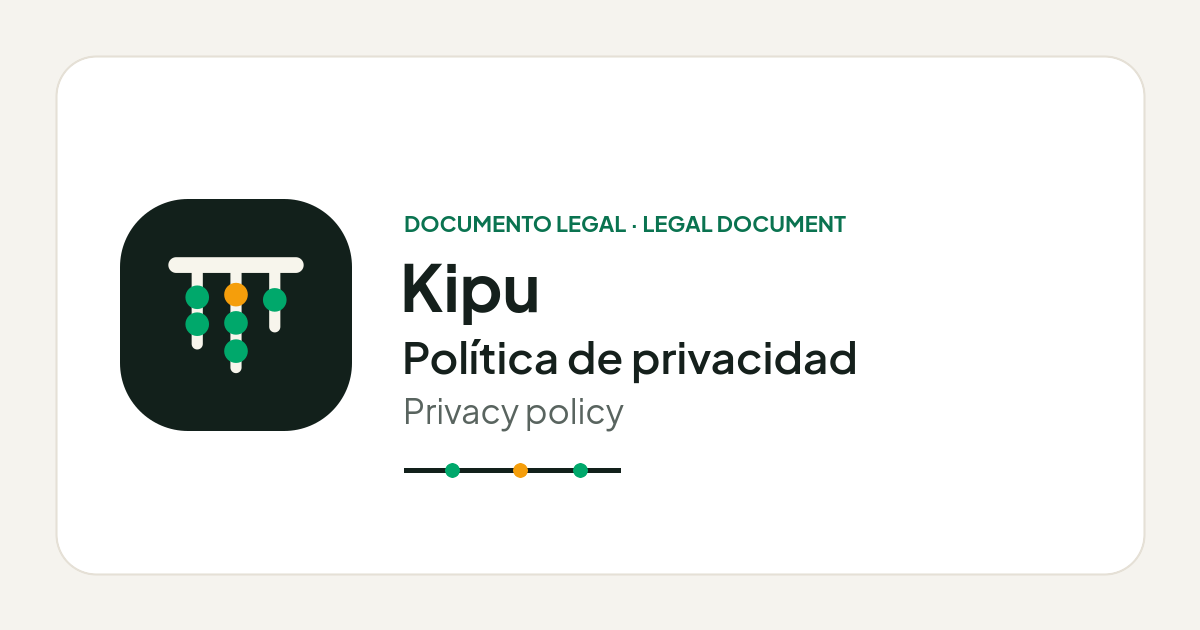 DOCUMENTO LEGAL · LEGAL DOCUMENT
Kipu
Política de privacidad
Privacy policy